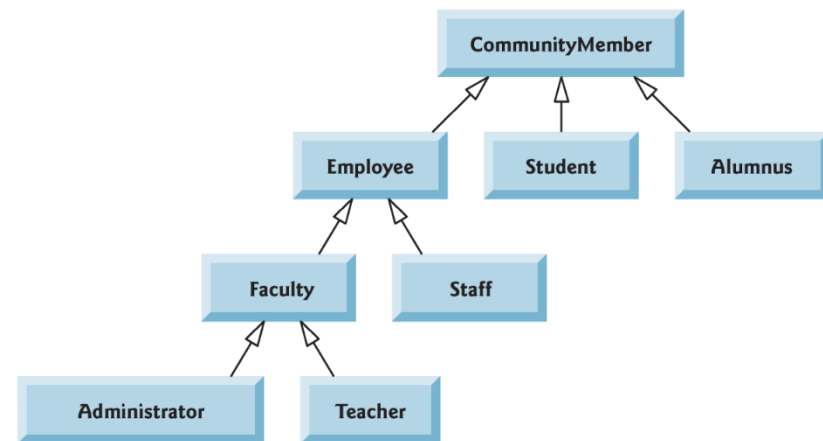 CommunityMember
Employee
Student
Alumnus
Faculty
Staff
Administrator
Teacher